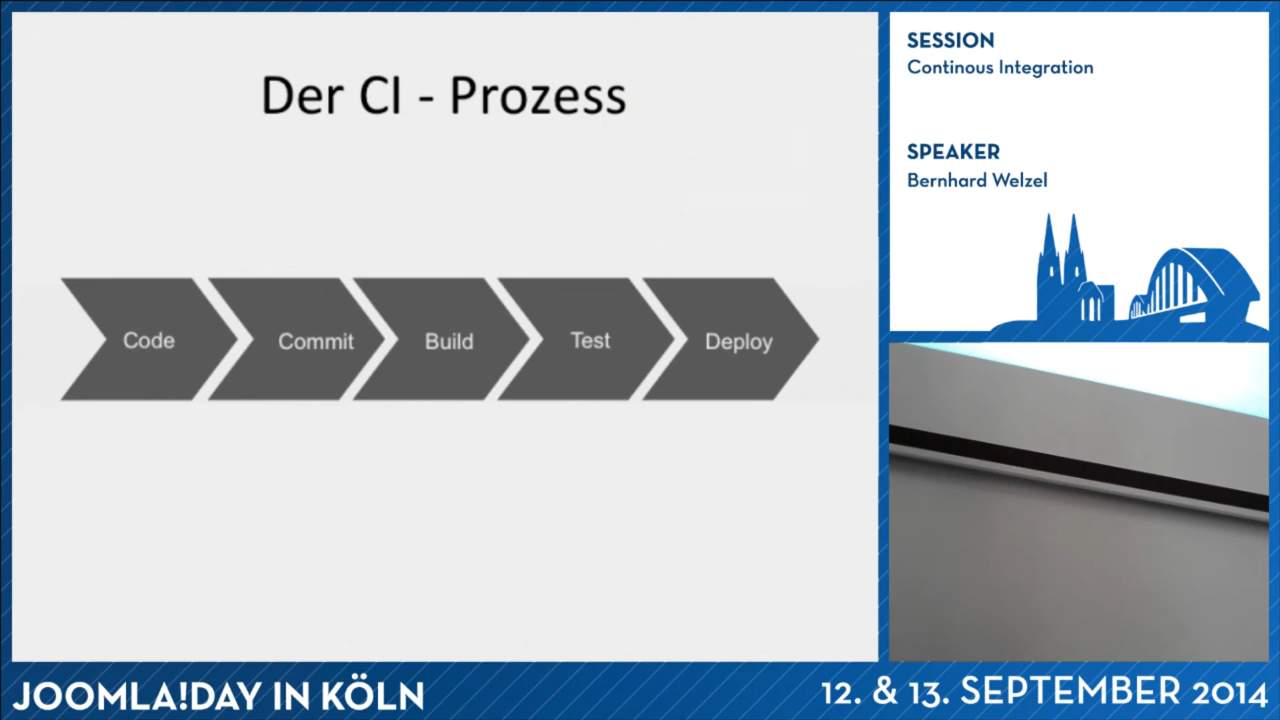 Der CI - Prozess
Code
Commit
Build
Test
Deploy
SESSION
Continous Integration
SPEAKER
Bernhard Welzel
JOOMLA!DAY IN KÖLN
12. & 13. SEPTEMBER 2014